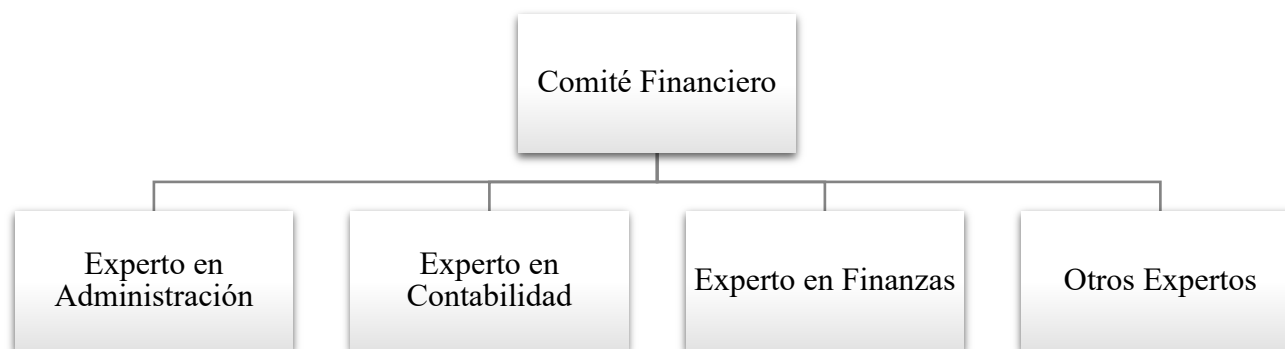 Comité Financiero
Experto en
Administración
Experto en
Contabilidad
Experto en Finanzas
Otros Expertos